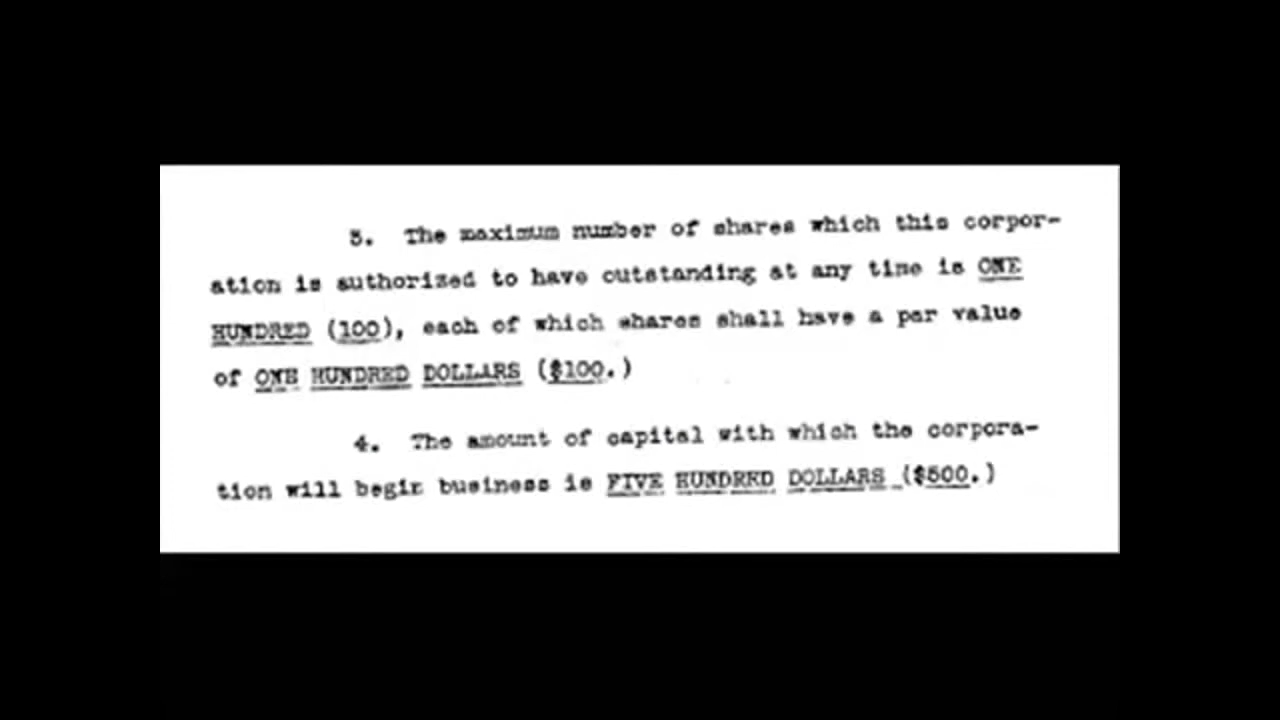 3. The maximum number of shares which this corpor-
ation is authorized to have outstanding at any time is ONE
HUNDRED (100), each of which shares shall have a par value
of ONE HUNDRED DOLLARS ($100.)
4. The amount of capital with which the corpora-
tion will begin business is FIVE HUNDRED DOLLARS ($500.)